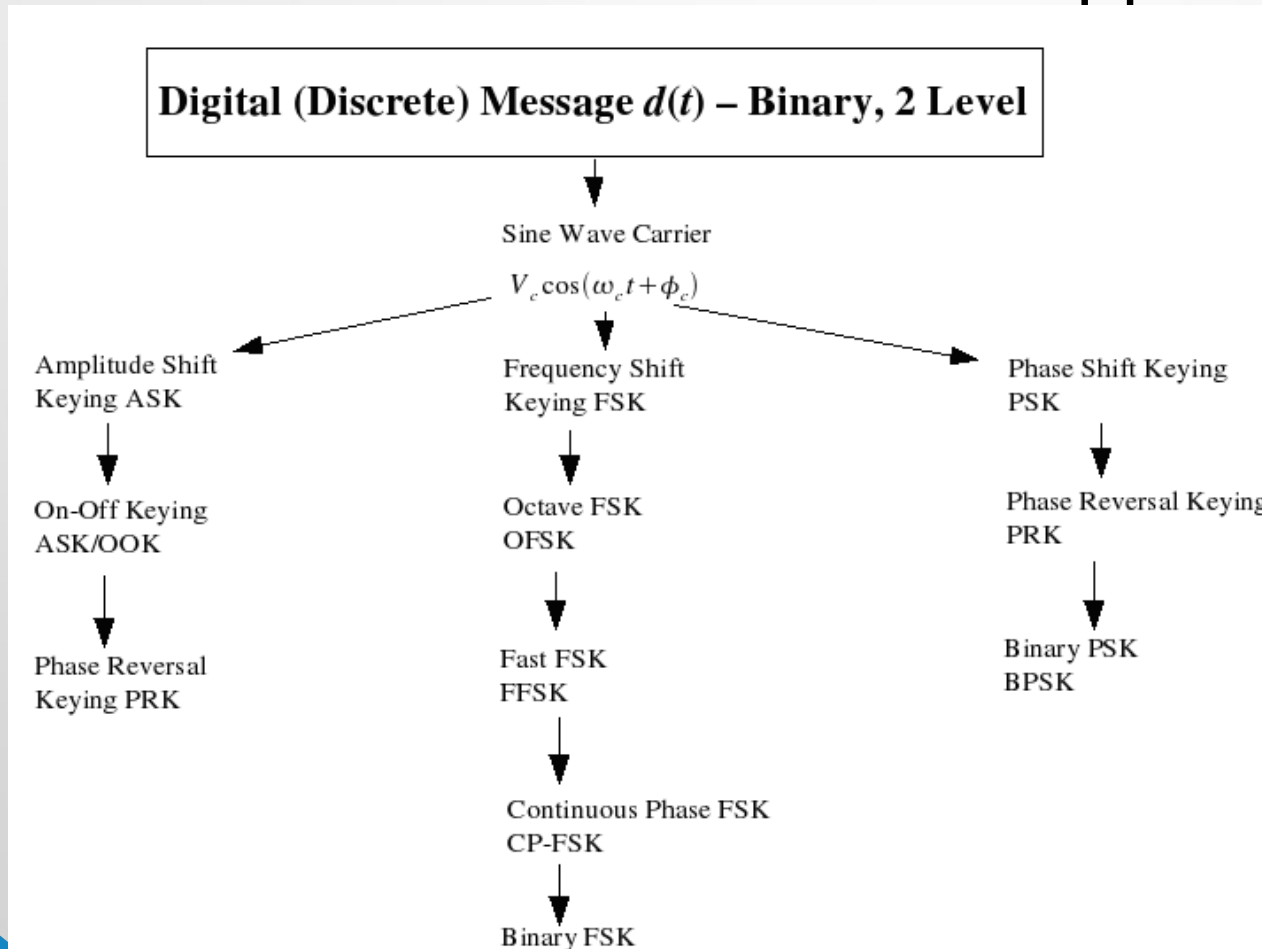 Digital (Discrete) Message d(t) – Binary, 2 Level
Sine Wave Carrier
V_c cos(ω_c t+ϕ_c)
Amplitude Shift
Keying ASK
On-Off Keying
ASK/OOK
Phase Reversal
Keying PRK
Frequency Shift
Keying FSK
Octave FSK
OFSK
Fast FSK
FFSK
Continuous Phase FSK
CP-FSK
Binary FSK
Phase Shift Keying
PSK
Phase Reversal Keying
PRK
Binary PSK
BPSK